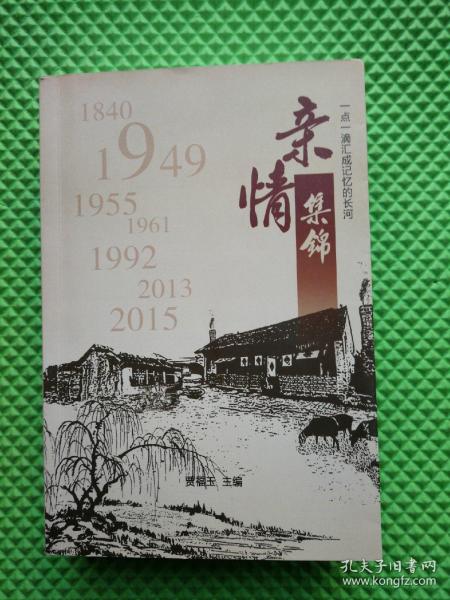 1840
1949
1955
1961
1992
2013
2015
亲情
集锦
一点一滴汇成记忆的长河
贾福玉 主编
孔夫子旧书网
www.kongfz.com